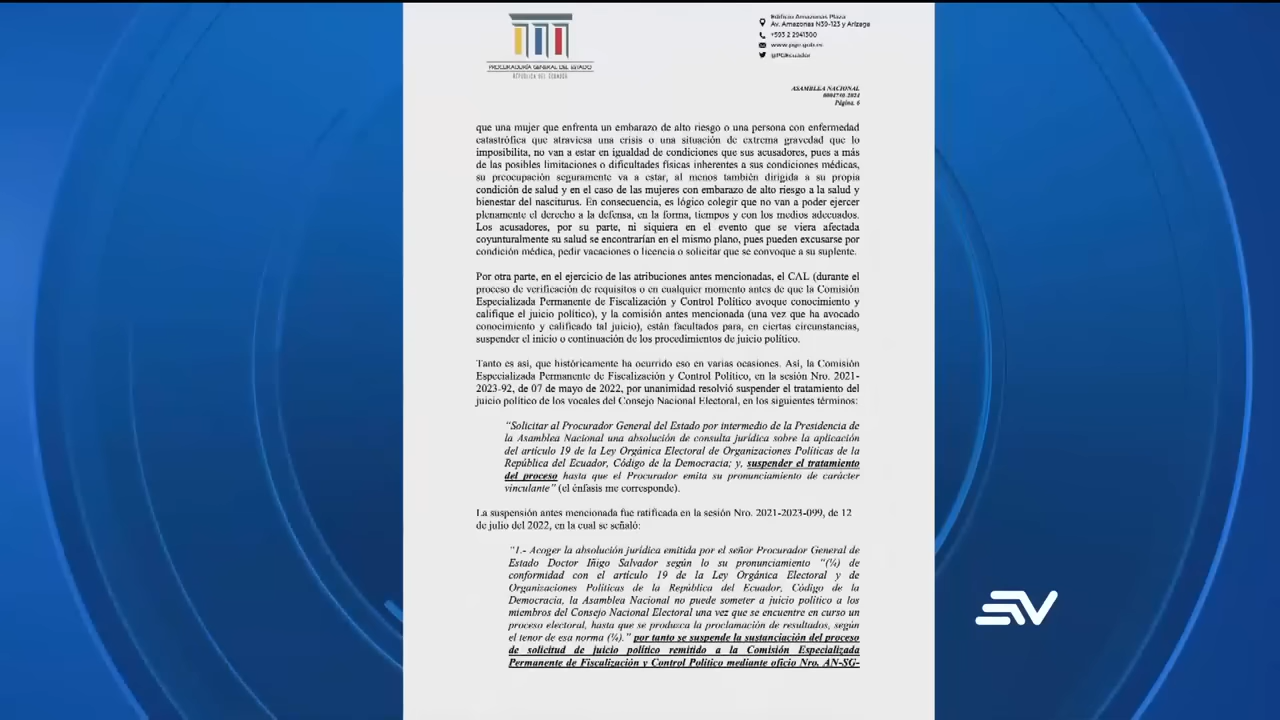 PROCURADURÍA GENERAL DEL ESTADO
REPÚBLICA DEL ECUADOR
Edificio Amazonas Plaza
Av. Amazonas N39-123 y Arízaga
+593 2 2941300
www.pge.gob.ec
@PGEcuador
ASAMBLEA NACIONAL
0004730-2024
Página. 6
que una mujer que enfrenta un embarazo de alto riesgo o una persona con enfermedad
catastrófica que atraviesa una crisis o una situación de extrema gravedad que lo
imposibilita, no van a estar en igualdad de condiciones que sus acusadores, pues a más
de las posibles limitaciones o dificultades físicas inherentes a sus condiciones médicas,
su preocupación seguramente va a estar, al menos también dirigida a su propia
condición de salud y en el caso de las mujeres con embarazo de alto riesgo a la salud y
bienestar del nasciturus. En consecuencia, es lógico colegir que no van a poder ejercer
plenamente el derecho a la defensa, en la forma, tiempos y con los medios adecuados.
Los acusadores, por su parte, ni siquiera en el evento que se viera afectada
coyunturalmente su salud se encontrarían en el mismo plano, pues pueden excusarse por
condición médica, pedir vacaciones o licencia o solicitar que se convoque a su suplente.
Por otra parte, en el ejercicio de las atribuciones antes mencionadas, el CAL (durante el
proceso de verificación de requisitos o en cualquier momento antes de que la Comisión
Especializada Permanente de Fiscalización y Control Político avoque conocimiento y
califique el juicio político), y la comisión antes mencionada (una vez que ha avocado
conocimiento y calificado tal juicio), están facultados para, en ciertas circunstancias,
suspender el inicio o continuación de los procedimientos de juicio político.
Tanto es así, que históricamente ha ocurrido eso en varias ocasiones. Así, la Comisión
Especializada Permanente de Fiscalización y Control Político, en la sesión Nro. 2021-
2023-92, de 07 de mayo de 2022, por unanimidad resolvió suspender el tratamiento del
juicio político de los vocales del Consejo Nacional Electoral, en los siguientes términos:
“Solicitar al Procurador General del Estado por intermedio de la Presidencia de
la Asamblea Nacional una absolución de consulta jurídica sobre la aplicación
del artículo 19 de la Ley Orgánica Electoral de Organizaciones Políticas de la
República del Ecuador, Código de la Democracia; y, suspender el tratamiento
del proceso hasta que el Procurador emita su pronunciamiento de carácter
vinculante” (el énfasis me corresponde).
La suspensión antes mencionada fue ratificada en la sesión Nro. 2021-2023-099, de 12
de julio del 2022, en la cual se señaló:
“1.- Acoger la absolución jurídica emitida por el señor Procurador General de
Estado Doctor Iñigo Salvador según lo su pronunciamiento “(¼) de
conformidad con el artículo 19 de la Ley Orgánica Electoral y de
Organizaciones Políticas de la República del Ecuador, Código de la
Democracia, la Asamblea Nacional no puede someter a juicio político a los
miembros del Consejo Nacional Electoral una vez que se encuentre en curso un
proceso electoral, hasta que se produzca la proclamación de resultados, según
el tenor de esa norma (¼).” por tanto se suspende la sustanciación del proceso
de solicitud de juicio político remitido a la Comisión Especializada
Permanente de Fiscalización y Control Político mediante oficio Nro. AN-SG-